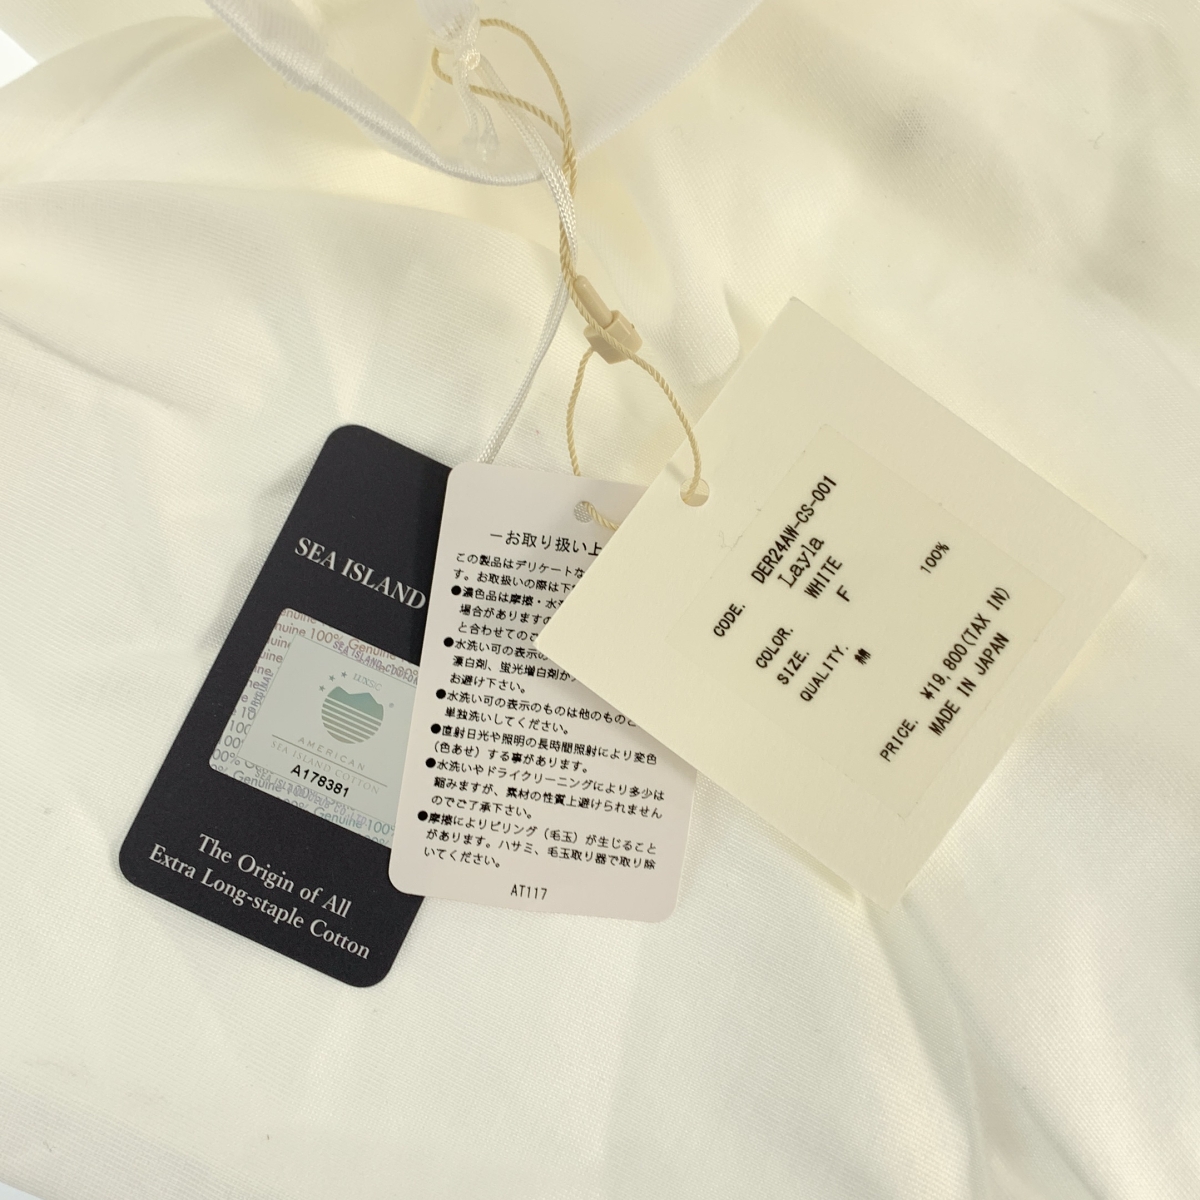 SEA ISLAND
Genuine 100% Genuine
SEA ISLAND COTTON
LUXSIC
AMERICAN
SEA ISLAND COTTON
A178381
The Origin of All
Extra Long-staple Cotton
−お取り扱い上
この製品はデリケートな
す。お取扱いの際は下
●濃色品は摩擦・水
場合がありますの
と合わせてのご
●水洗い可の表示の
漂白剤、蛍光増白剤が
お避け下さい。
●水洗い可の表示のものは他のものと
単独洗いしてください。
●直射日光や照明の長時間照射により変色
(色あせ)する事があります。
●水洗いやドライクリーニングにより多少は
縮みますが、素材の性質上避けられません
のでご了承下さい。
●摩擦によりピリング(毛玉)が生じること
があります。ハサミ、毛玉取り器で取り除
いてください。
AT117
CODE. DER24AW-CS-001
Layla
COLOR. WHITE
SIZE. F
QUALITY.
綿 100%
PRICE. ¥19,800(TAX IN)
MADE IN JAPAN